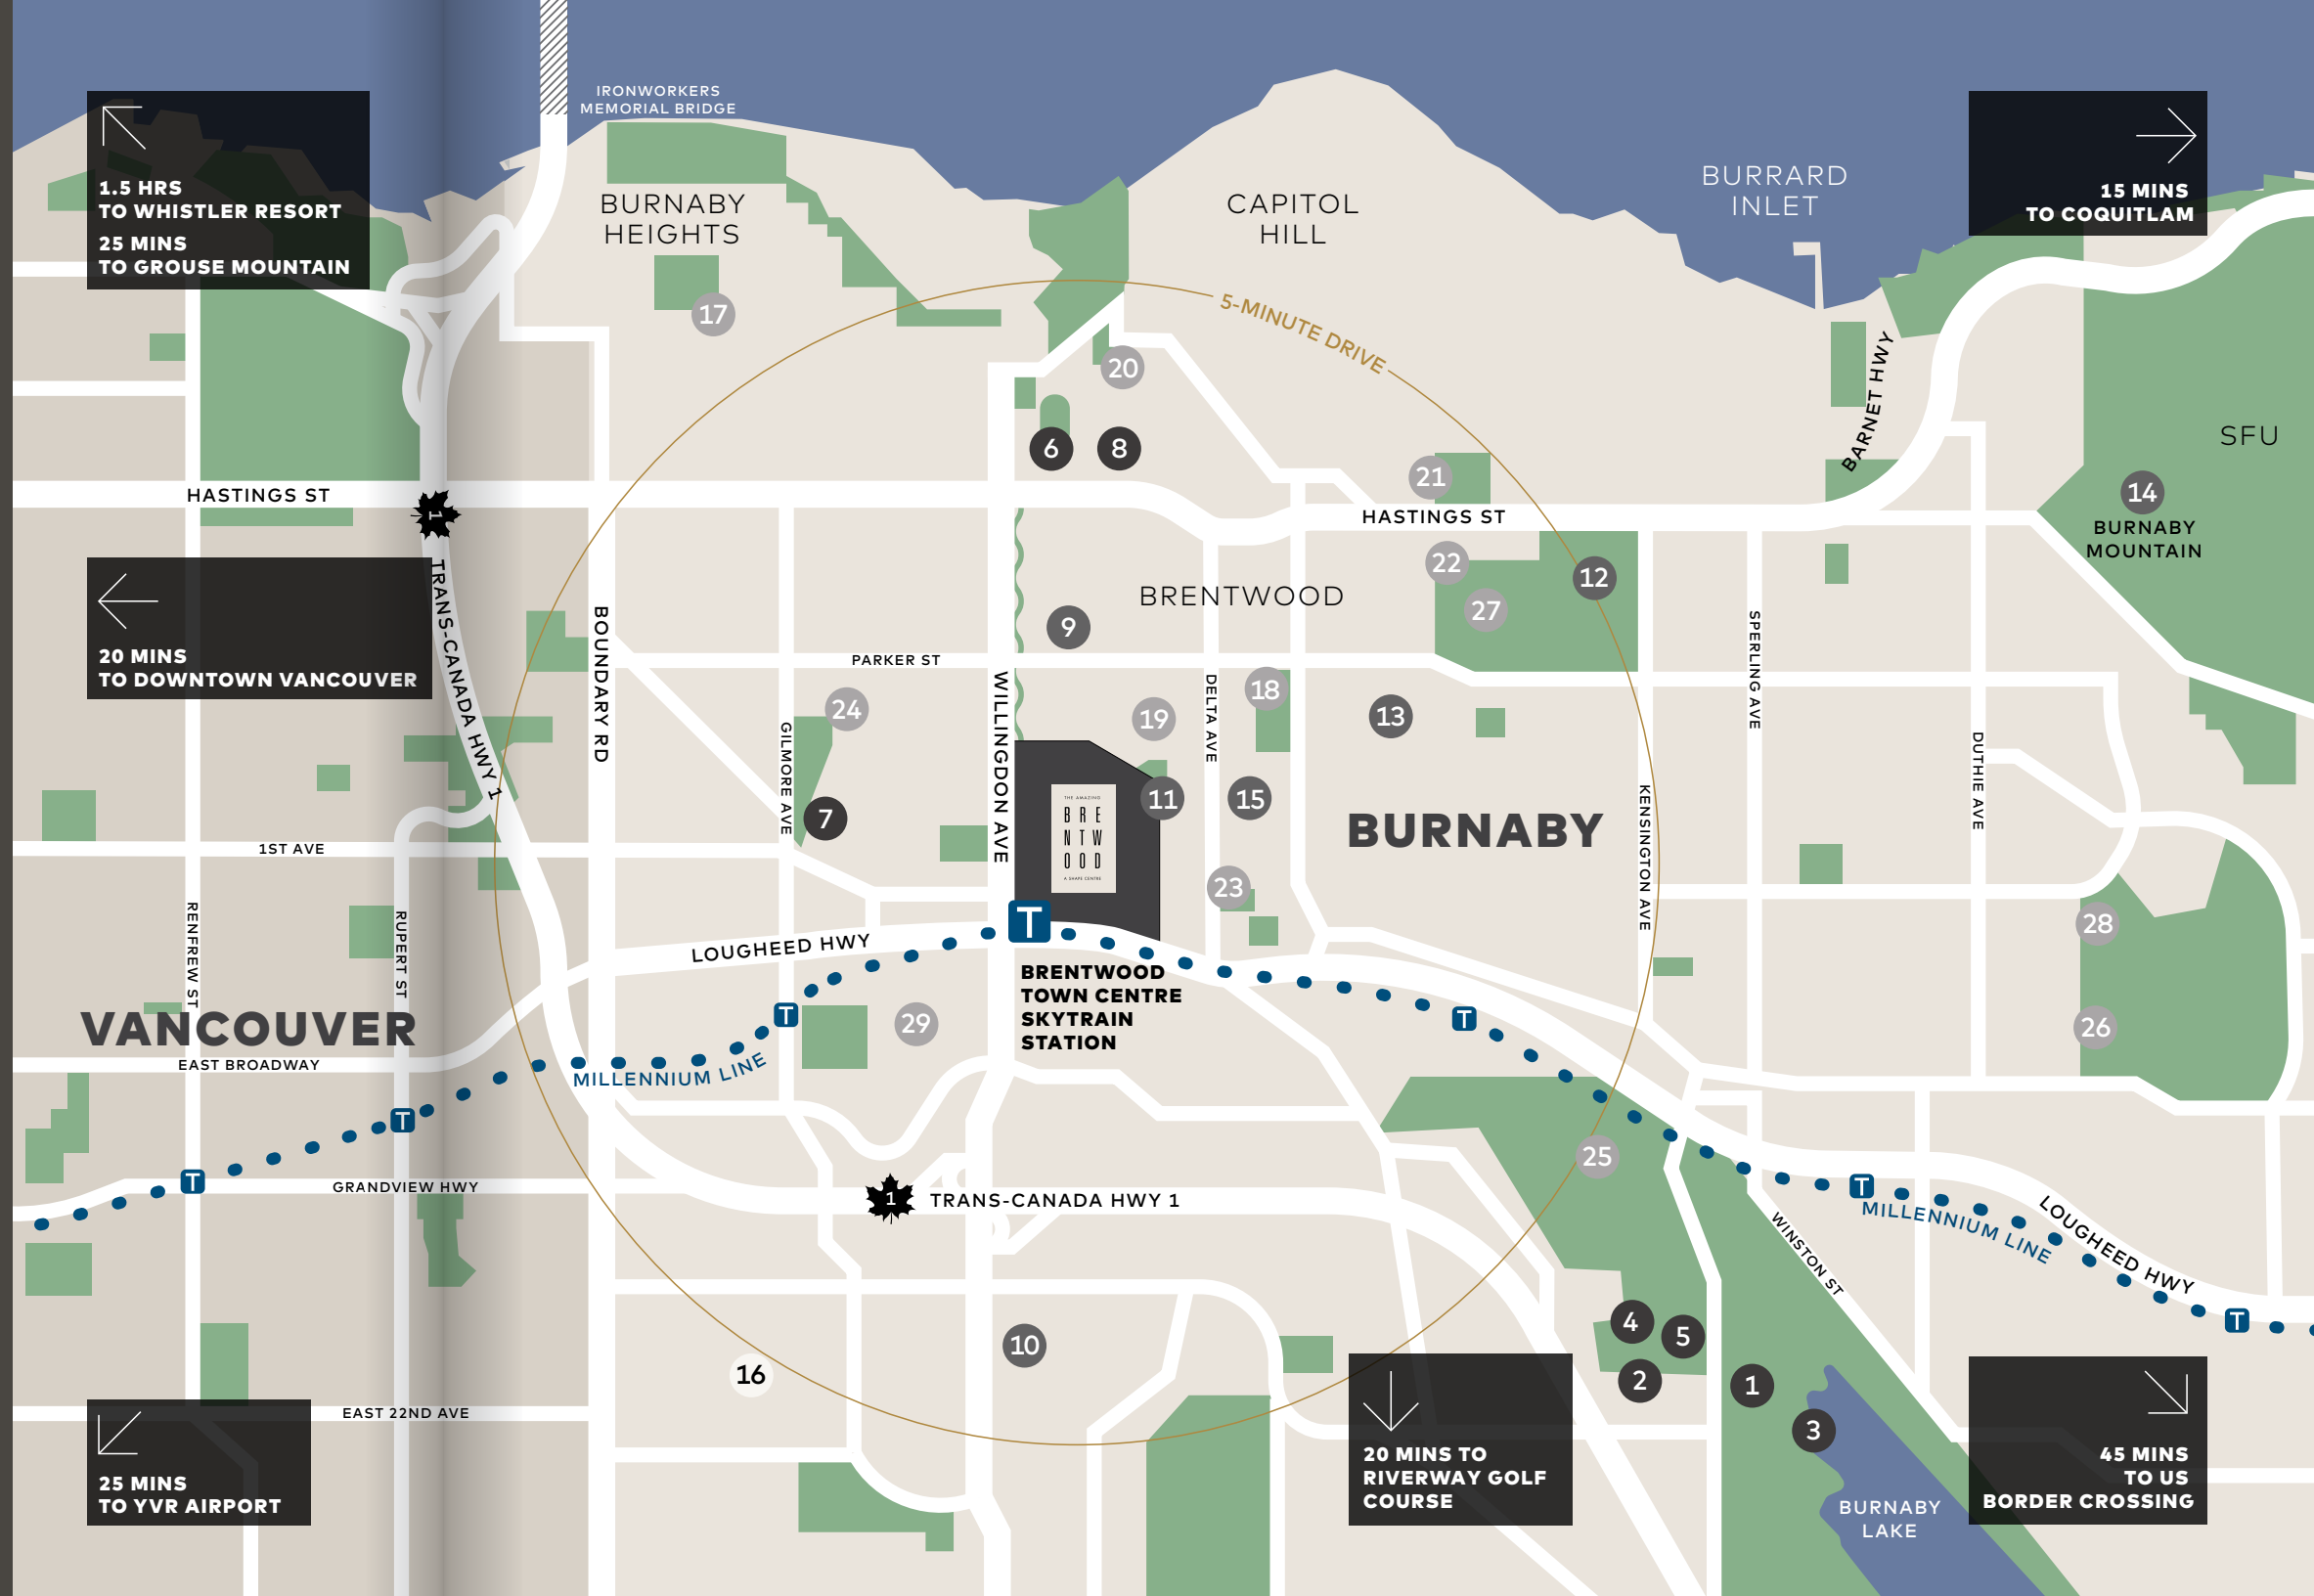 IRONWORKERS
MEMORIAL BRIDGE
1.5 HRS
TO WHISTLER RESORT
25 MINS
TO GROUSE MOUNTAIN
BURNABY
HEIGHTS
CAPITOL
HILL
BURRARD
INLET
15 MINS
TO COQUITLAM
17
5-MINUTE DRIVE
20
BARNET HWY
SFU
6
8
21
14
HASTINGS ST
1
HASTINGS ST
BURNABY
MOUNTAIN
22
12
27
BRENTWOOD
9
20 MINS
TO DOWNTOWN VANCOUVER
TRANS-CANADA HWY 1
BOUNDARY RD
PARKER ST
SPERLING AVE
24
WILLINGDON AVE
19
DELTA AVE
18
13
GILMORE AVE
DUTHIE AVE
7
THE AMAZING
BRE
NTW
OOD
A SHAPE CENTRE
11
15
BURNABY
KENSINGTON AVE
1ST AVE
23
RENFREW ST
RUPERT ST
LOUGHEED HWY
T
28
BRENTWOOD
TOWN CENTRE
SKYTRAIN
STATION
T
29
T
26
VANCOUVER
EAST BROADWAY
MILLENNIUM LINE
T
25
T
GRANDVIEW HWY
1
TRANS-CANADA HWY 1
T
MILLENNIUM LINE
LOUGHEED HWY
WINSTON ST
T
4
5
10
16
2
1
3
EAST 22ND AVE
25 MINS
TO YVR AIRPORT
20 MINS TO
RIVERWAY GOLF
COURSE
45 MINS
TO US
BORDER CROSSING
BURNABY
LAKE